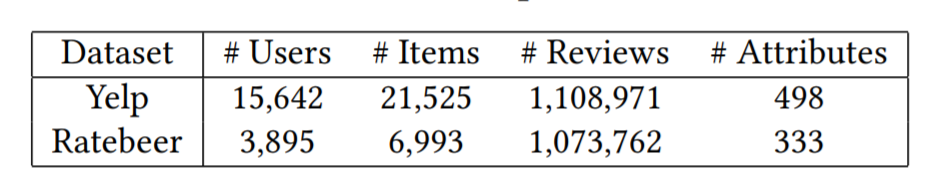 Dataset # Users # Items # Reviews # Attributes
Yelp 15,642 21,525 1,108,971 498
Ratebeer 3,895 6,993 1,073,762 333